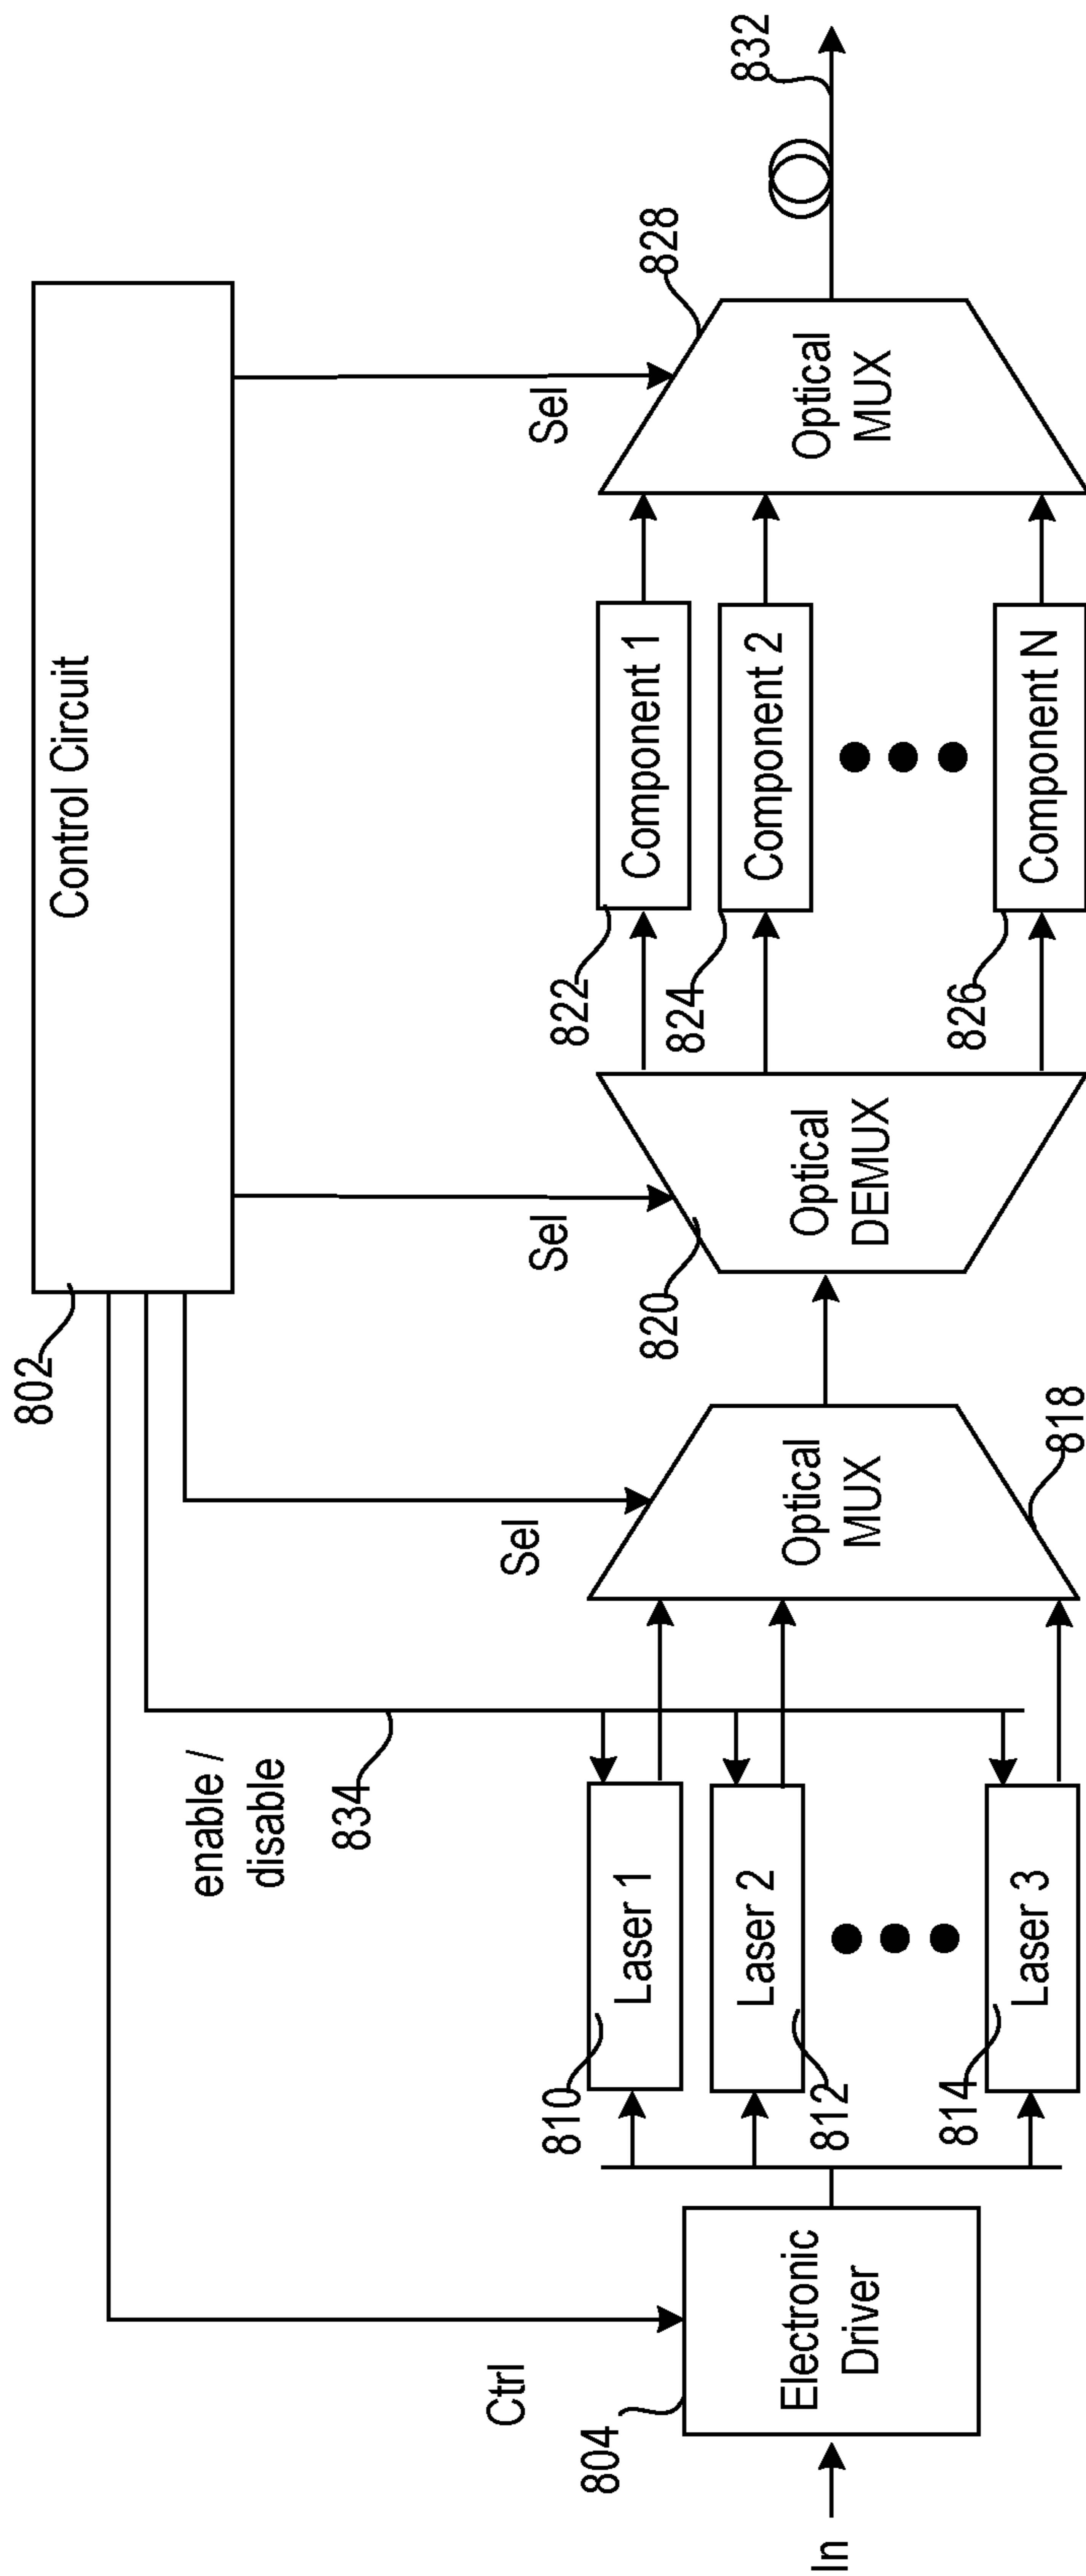 Control Circuit
802
enable /
disable
834
Ctrl
Sel
Sel
Sel
In
804
Electronic
Driver
810
Laser 1
Laser 2
812
814
Laser 3
Optical
MUX
818
820
Optical
DEMUX
822
Component 1
824
Component 2
826
Component N
828
Optical
MUX
832